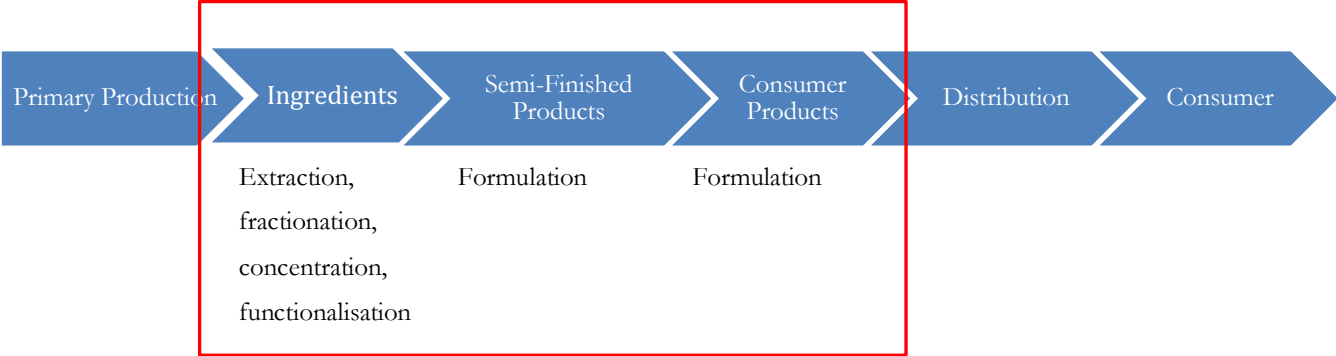 Primary Production
Ingredients
Semi-Finished
Products
Consumer
Products
Distribution
Consumer
Extraction,
fractionation,
concentration,
functionalisation
Formulation
Formulation